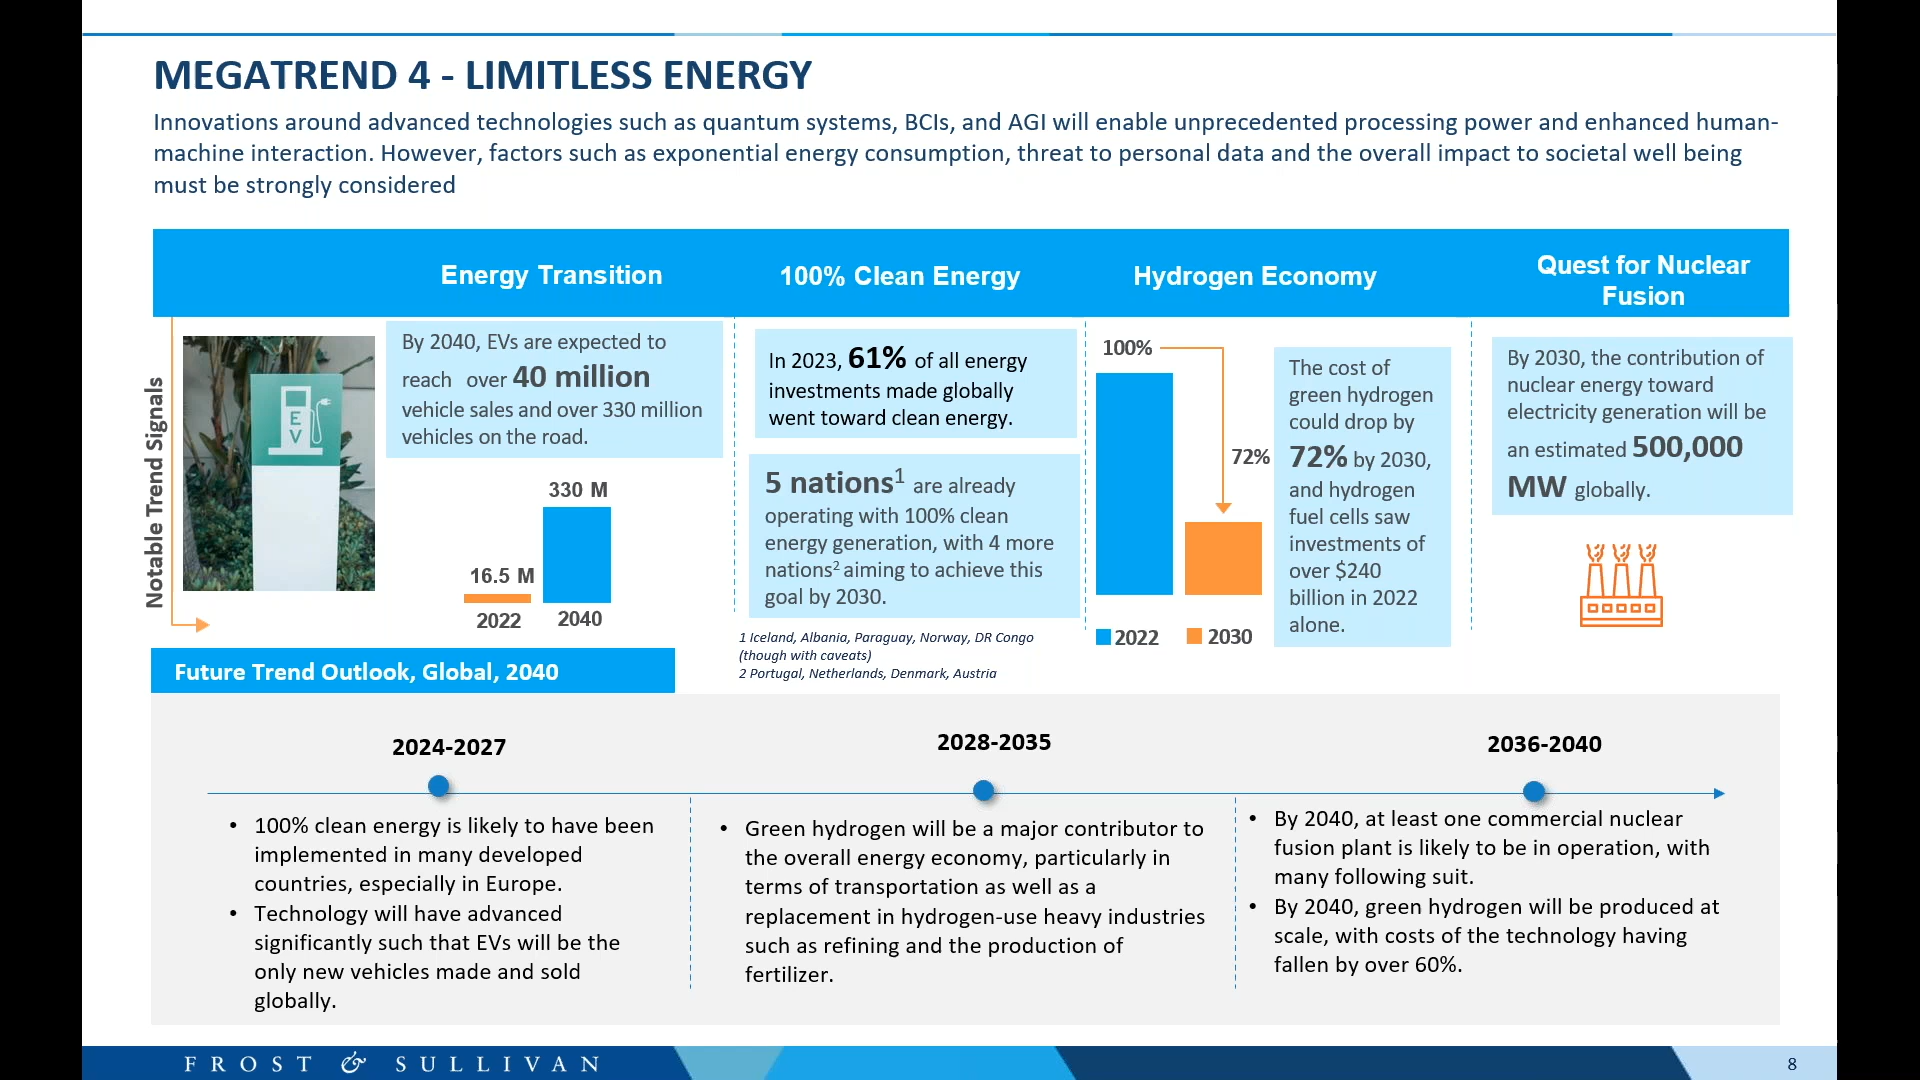 MEGATREND 4 - LIMITLESS ENERGY
Innovations around advanced technologies such as quantum systems, BCIs, and AGI will enable unprecedented processing power and enhanced human-
machine interaction. However, factors such as exponential energy consumption, threat to personal data and the overall impact to societal well being
must be strongly considered
Energy Transition
100% Clean Energy
Hydrogen Economy
Quest for Nuclear
Fusion
Notable Trend Signals
E
V
By 2040, EVs are expected to
reach over 40 million
vehicle sales and over 330 million
vehicles on the road.
330 M
16.5 M
2022
2040
In 2023, 61% of all energy
investments made globally
went toward clean energy.
5 nations1 are already
operating with 100% clean
energy generation, with 4 more
nations2 aiming to achieve this
goal by 2030.
1 Iceland, Albania, Paraguay, Norway, DR Congo
(though with caveats)
2 Portugal, Netherlands, Denmark, Austria
100%
72%
2022
2030
The cost of
green hydrogen
could drop by
72% by 2030,
and hydrogen
fuel cells saw
investments of
over $240
billion in 2022
alone.
By 2030, the contribution of
nuclear energy toward
electricity generation will be
an estimated 500,000
MW globally.
Future Trend Outlook, Global, 2040
2024-2027
• 100% clean energy is likely to have been
implemented in many developed
countries, especially in Europe.
• Technology will have advanced
significantly such that EVs will be the
only new vehicles made and sold
globally.
2028-2035
• Green hydrogen will be a major contributor to
the overall energy economy, particularly in
terms of transportation as well as a
replacement in hydrogen-use heavy industries
such as refining and the production of
fertilizer.
2036-2040
• By 2040, at least one commercial nuclear
fusion plant is likely to be in operation, with
many following suit.
• By 2040, green hydrogen will be produced at
scale, with costs of the technology having
fallen by over 60%.
FROST & SULLIVAN
8